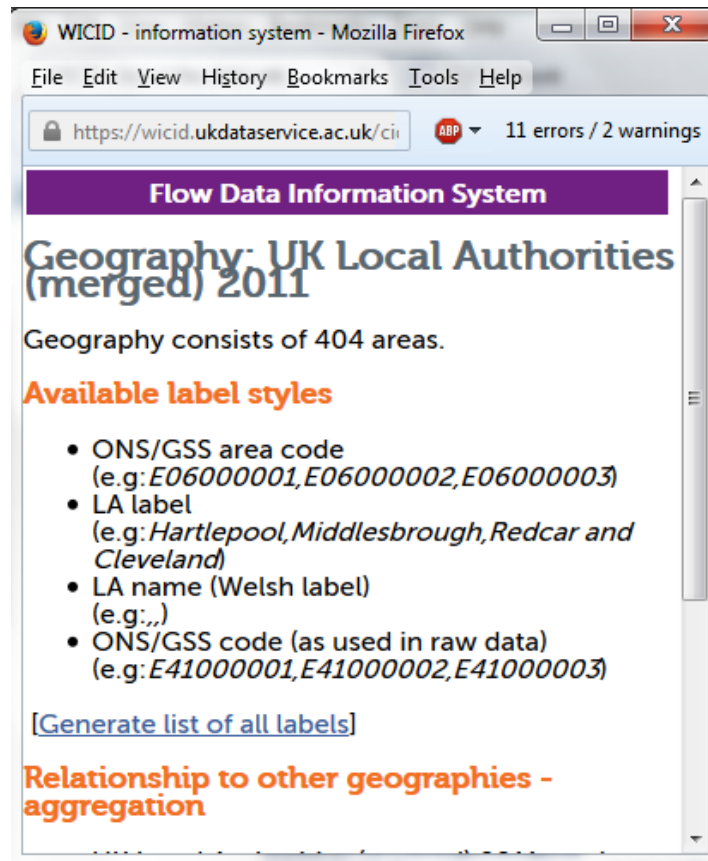 WICID - information system - Mozilla Firefox
File Edit View History Bookmarks Tools Help
https://wicid.ukdataservice.ac.uk/ci
ABP
11 errors / 2 warnings
Flow Data Information System
Geography: UK Local Authorities
(merged) 2011
Geography consists of 404 areas.
Available label styles
• ONS/GSS area code
(e.g:E06000001,E06000002,E06000003)
• LA label
(e.g:Hartlepool,Middlesbrough,Redcar and
Cleveland)
• LA name (Welsh label)
(e.g:,,)
• ONS/GSS code (as used in raw data)
(e.g:E41000001,E41000002,E41000003)
[Generate list of all labels]
Relationship to other geographies -
aggregation